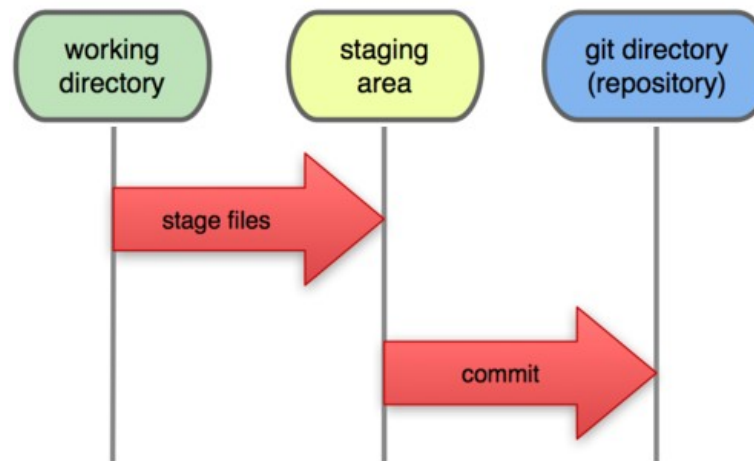 working
directory
staging
area
git directory
(repository)
stage files
commit